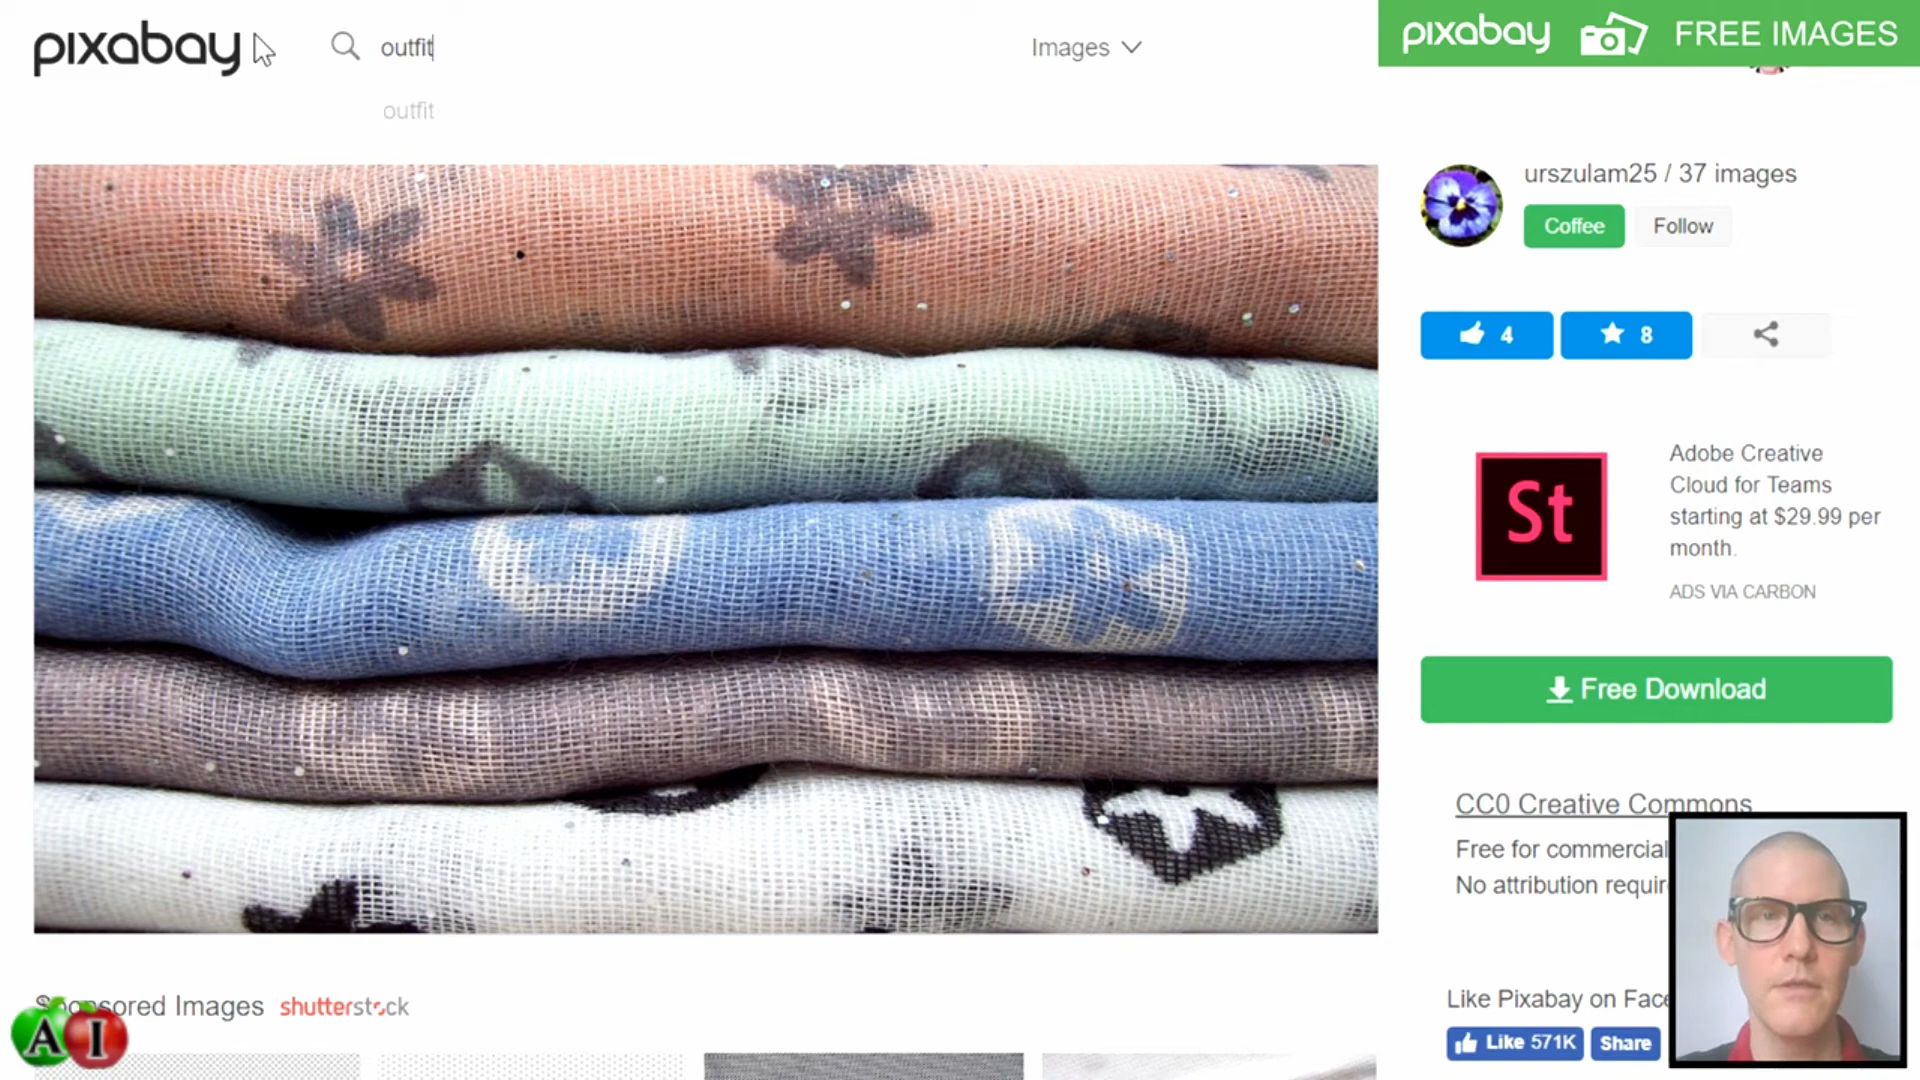 pixabay
outfit
Images
pixabay FREE IMAGES
outfit
urszulam25 / 37 images
Coffee
Follow
4
8
St
Adobe Creative
Cloud for Teams
starting at $29.99 per
month.
ADS VIA CARBON
Free Download
CC0 Creative Commons
Free for commercial
No attribution requir
Sponsored Images
shutterstock
Like Pixabay on Face
Like 571K
Share
A I